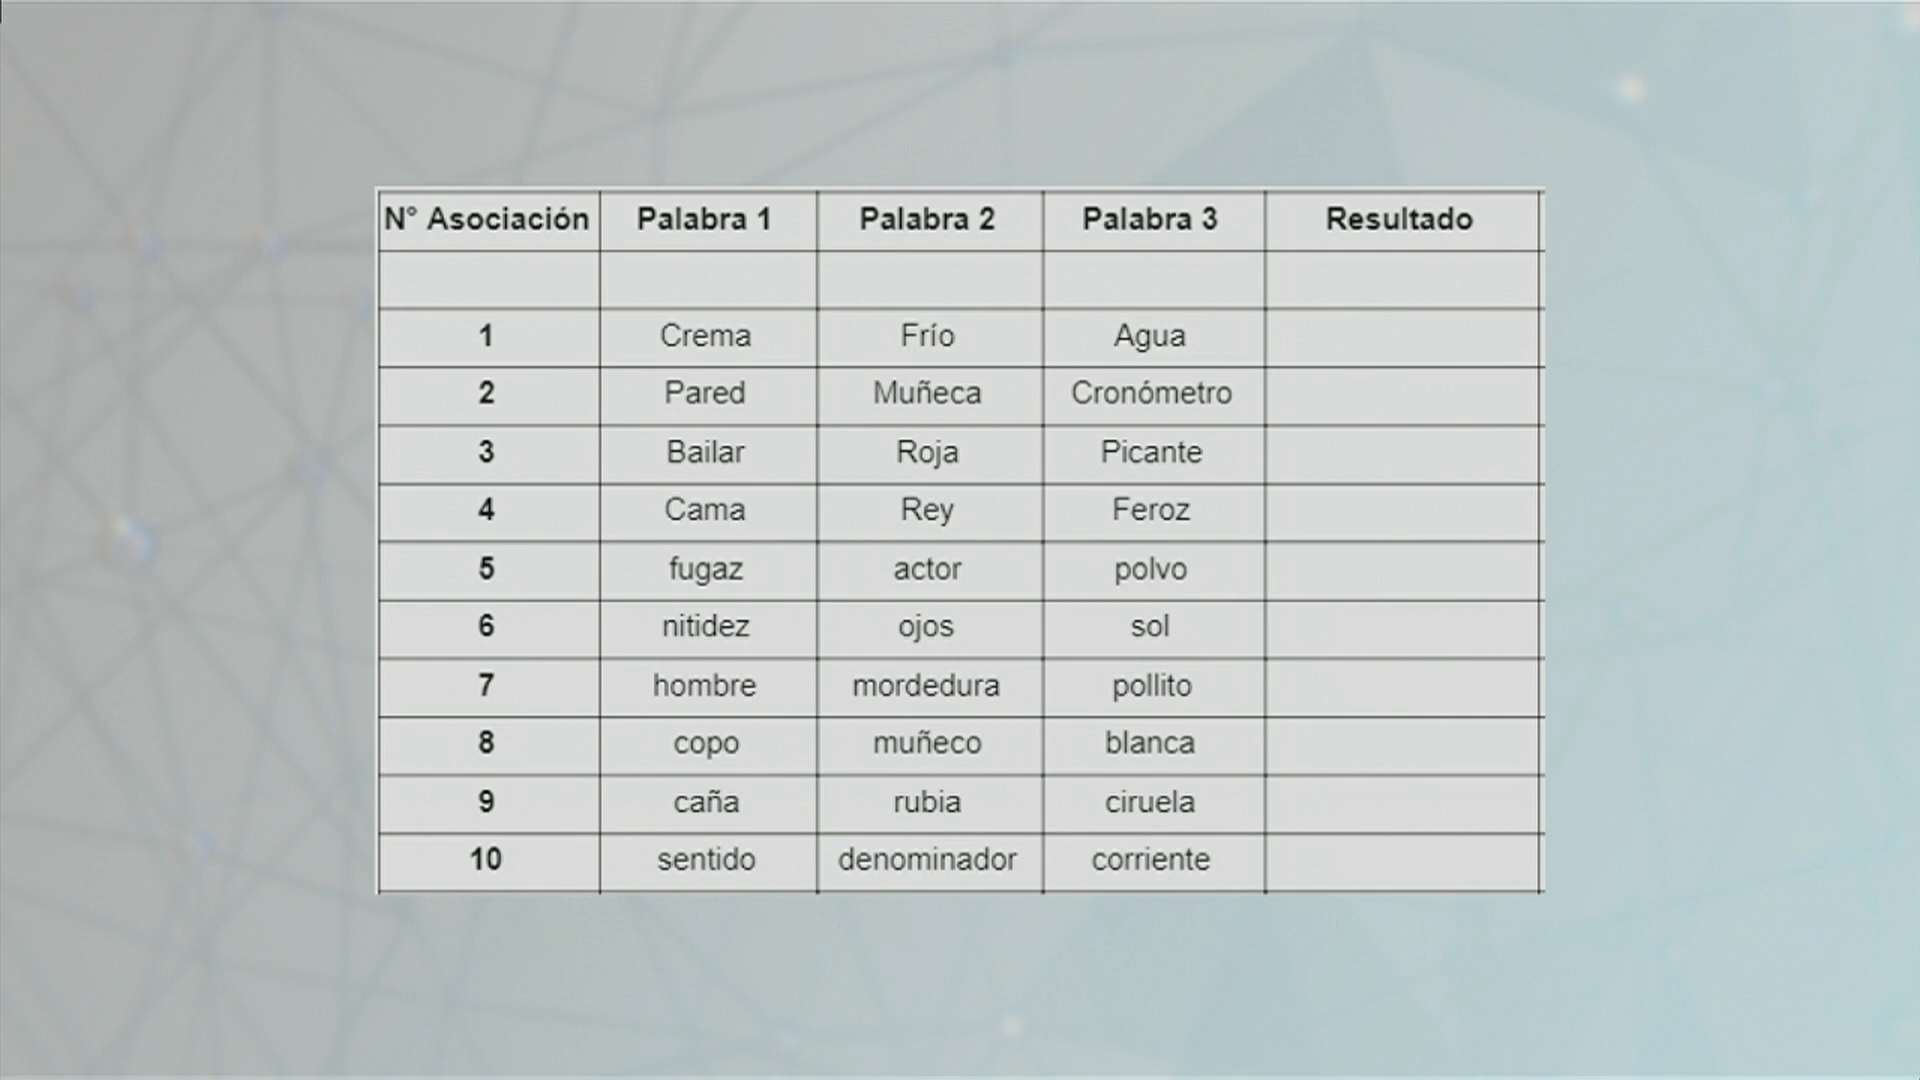 N° Asociación Palabra 1 Palabra 2 Palabra 3 Resultado
1 Crema Frío Agua
2 Pared Muñeca Cronómetro
3 Bailar Roja Picante
4 Cama Rey Feroz
5 fugaz actor polvo
6 nitidez ojos sol
7 hombre mordedura pollito
8 copo muñeco blanca
9 caña rubia ciruela
10 sentido denominador corriente